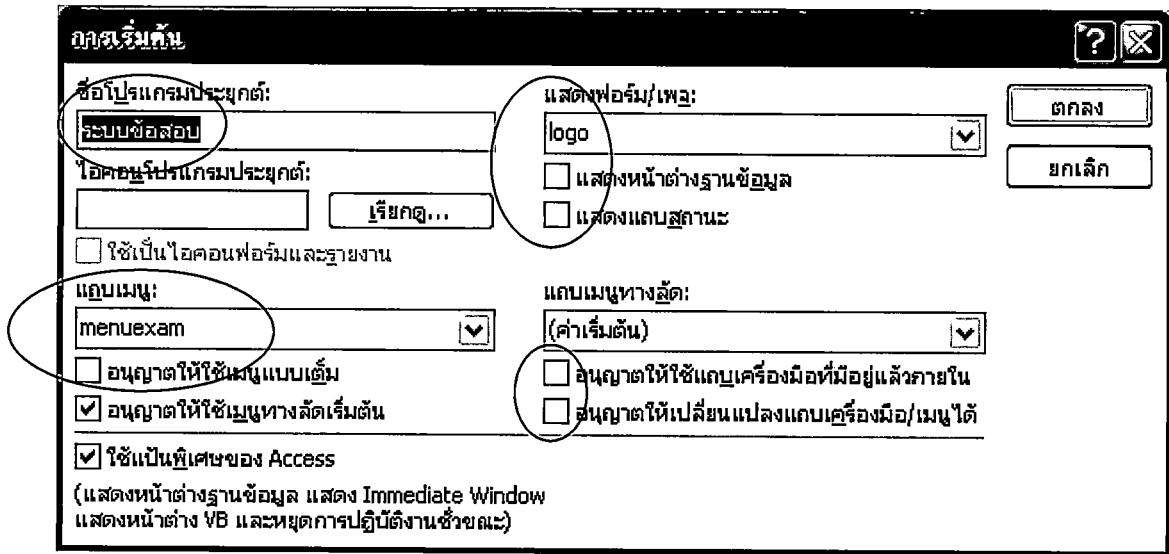 การเริ่มต้น
ชื่อโปรแกรมประยุกต์:
ระบบข้อสอบ
ไอคอนโปรแกรมประยุกต์:
เรียกดู...
ใช้เป็นไอคอนฟอร์มและรายงาน
แถบเมนู:
menuexam
อนุญาตให้ใช้เมนูแบบเต็ม
อนุญาตให้ใช้เมนูทางลัดเริ่มต้น
ใช้แป้นพิเศษของ Access
(แสดงหน้าต่างฐานข้อมูล แสดง Immediate Window
แสดงหน้าต่าง VB และหยุดการปฏิบัติงานชั่วขณะ)
แสดงฟอร์ม/เพจ:
logo
แสดงหน้าต่างฐานข้อมูล
แสดงแถบสถานะ
แถบเมนูทางลัด:
(ค่าเริ่มต้น)
อนุญาตให้ใช้แถบเครื่องมือที่มีอยู่แล้วภายใน
อนุญาตให้เปลี่ยนแปลงแถบเครื่องมือ/เมนูได้
ตกลง
ยกเลิก